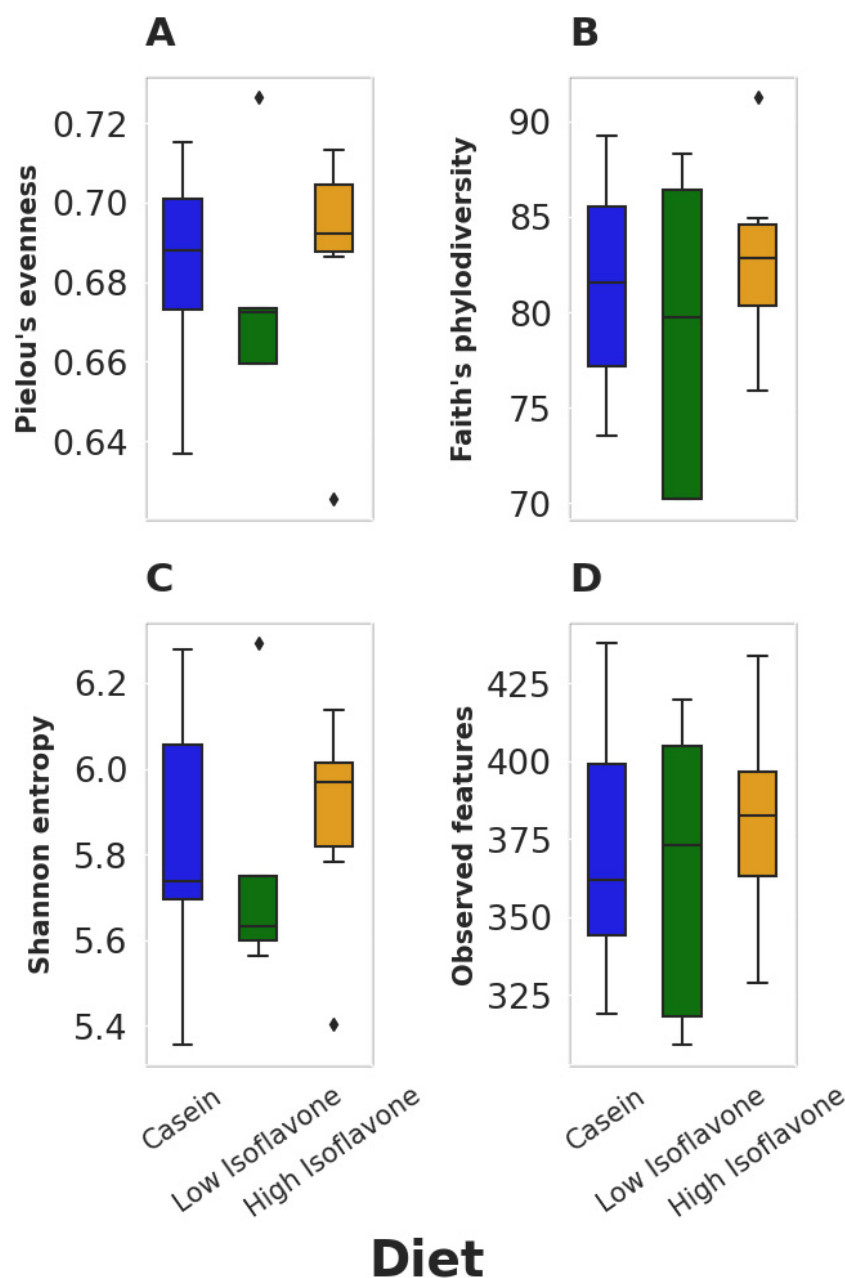 A
Pielou's evenness
0.72
0.70
0.68
0.66
0.64
B
Faith's phylodiversity
90
85
80
75
70
C
Shannon entropy
6.2
6.0
5.8
5.6
5.4
Casein
Low Isoflavone
High Isoflavone
D
Observed features
425
400
375
350
325
Casein
Low Isoflavone
High Isoflavone
Diet